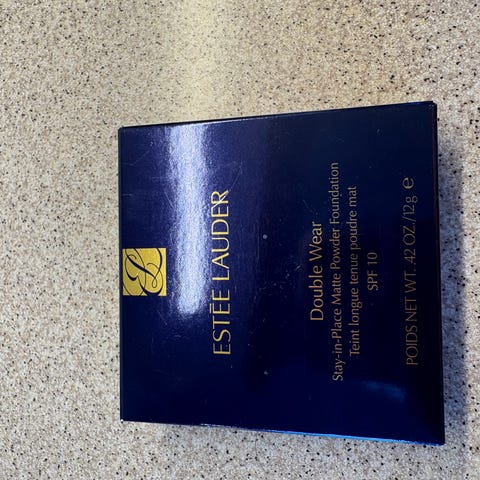 ESTĒE LAUDER
Double Wear
Stay-in-Place Matte Powder Foundation
Teint longue tenue poudre mat
SPF 10
POIDS NET WT. .42 OZ./12g e